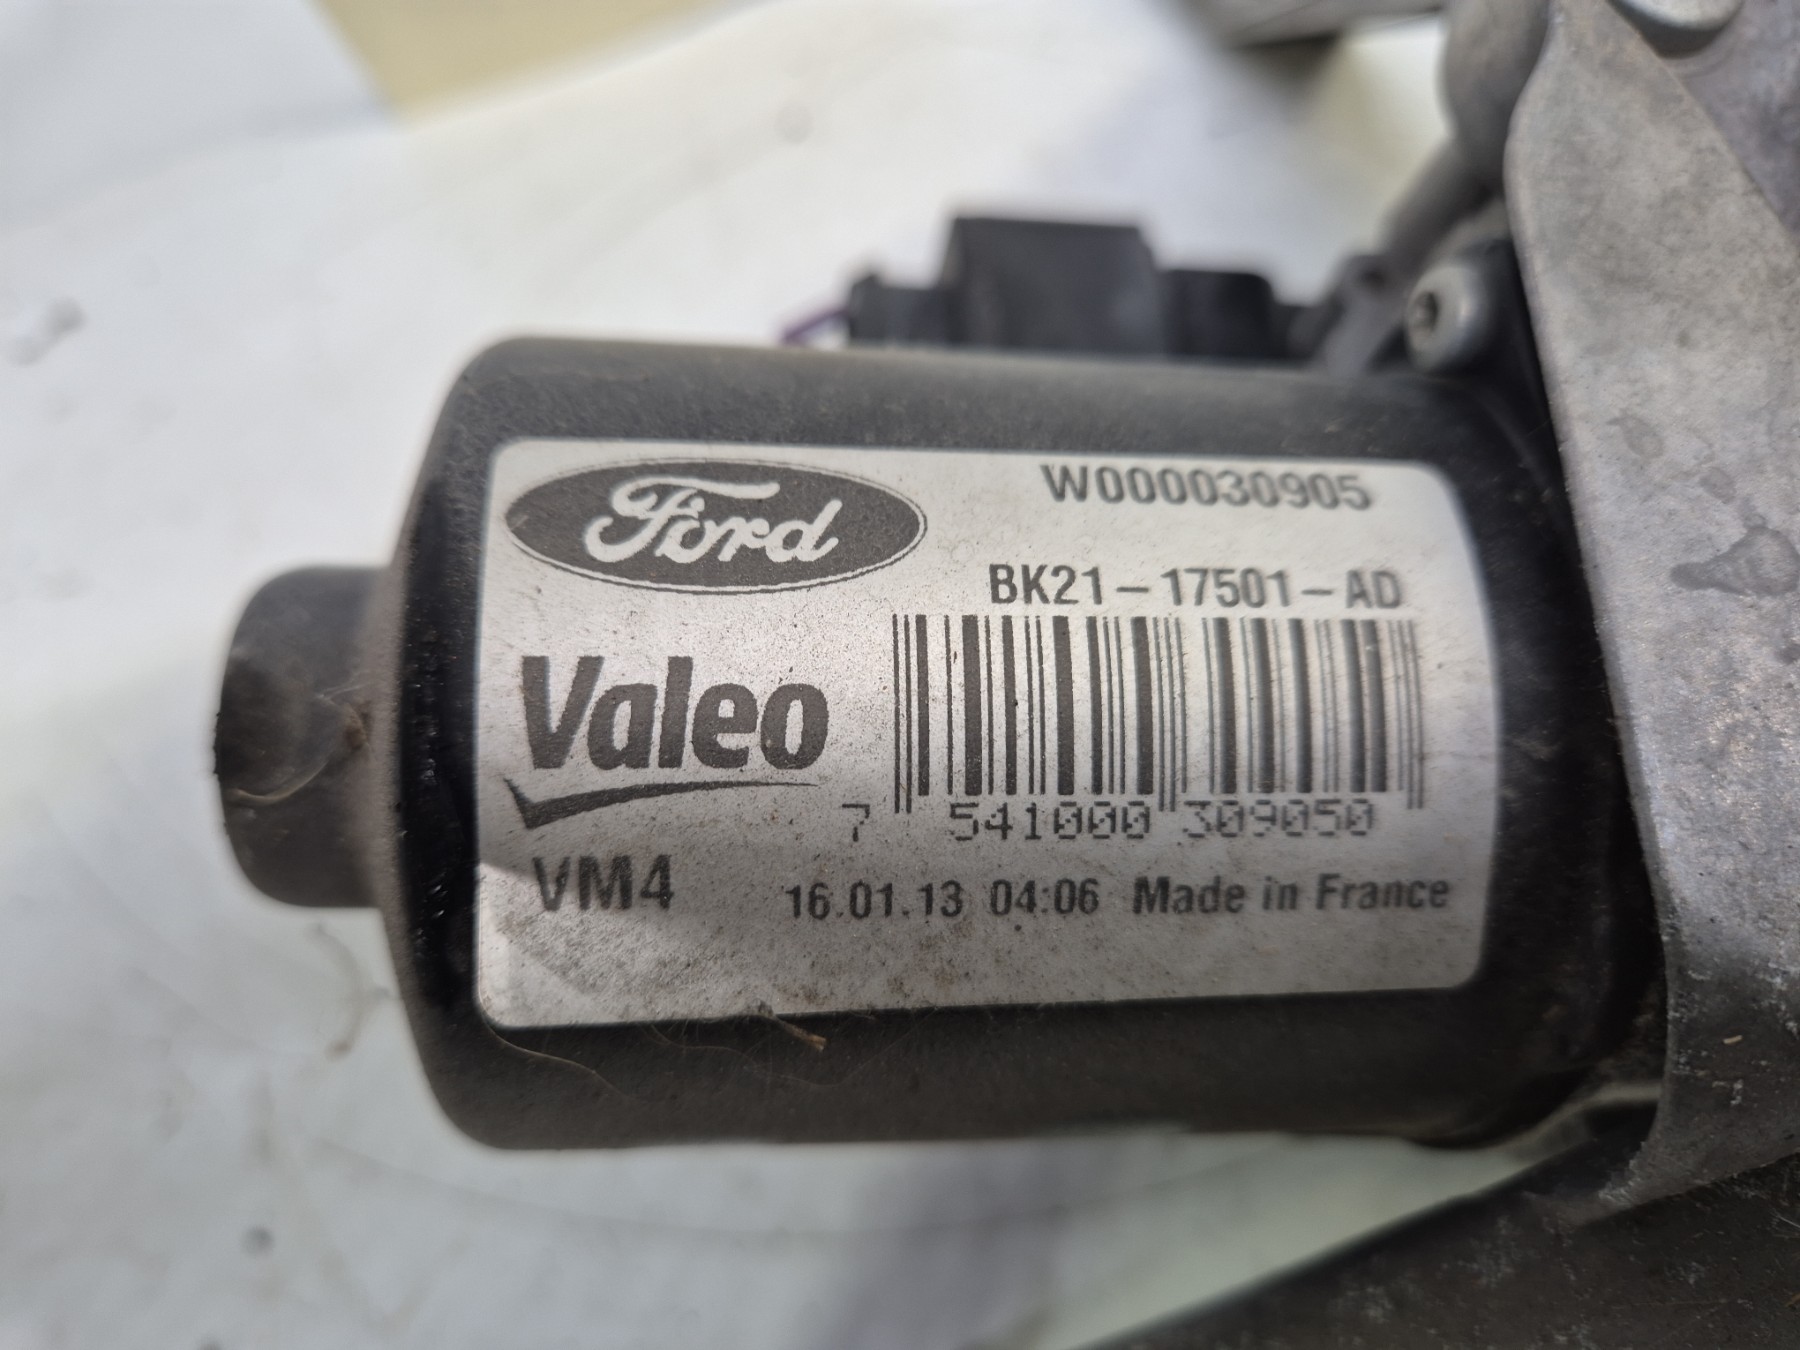 Ford
W000030905
BK21-17501-AD
Valeo
7 541000 309050
VM4
16.01.13 04:06 Made in France